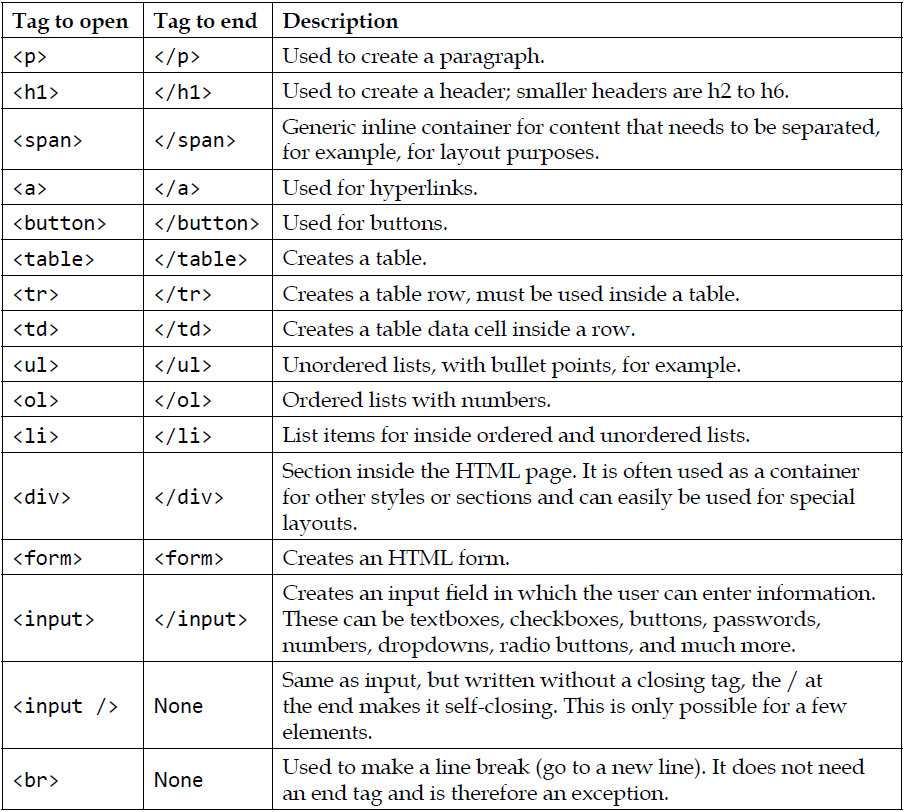 Tag to open Tag to end Description
<p> </p> Used to create a paragraph.
<h1> </h1> Used to create a header; smaller headers are h2 to h6.
<span> </span> Generic inline container for content that needs to be separated,
for example, for layout purposes.
<a> </a> Used for hyperlinks.
<button> </button> Used for buttons.
<table> </table> Creates a table.
<tr> </tr> Creates a table row, must be used inside a table.
<td> </td> Creates a table data cell inside a row.
<ul> </ul> Unordered lists, with bullet points, for example.
<ol> </ol> Ordered lists with numbers.
<li> </li> List items for inside ordered and unordered lists.
<div> </div> Section inside the HTML page. It is often used as a container
for other styles or sections and can easily be used for special
layouts.
<form> <form> Creates an HTML form.
<input> </input> Creates an input field in which the user can enter information.
These can be textboxes, checkboxes, buttons, passwords,
numbers, dropdowns, radio buttons, and much more.
<input /> None Same as input, but written without a closing tag, the / at
the end makes it self-closing. This is only possible for a few
elements.
<br> None Used to make a line break (go to a new line). It does not need
an end tag and is therefore an exception.